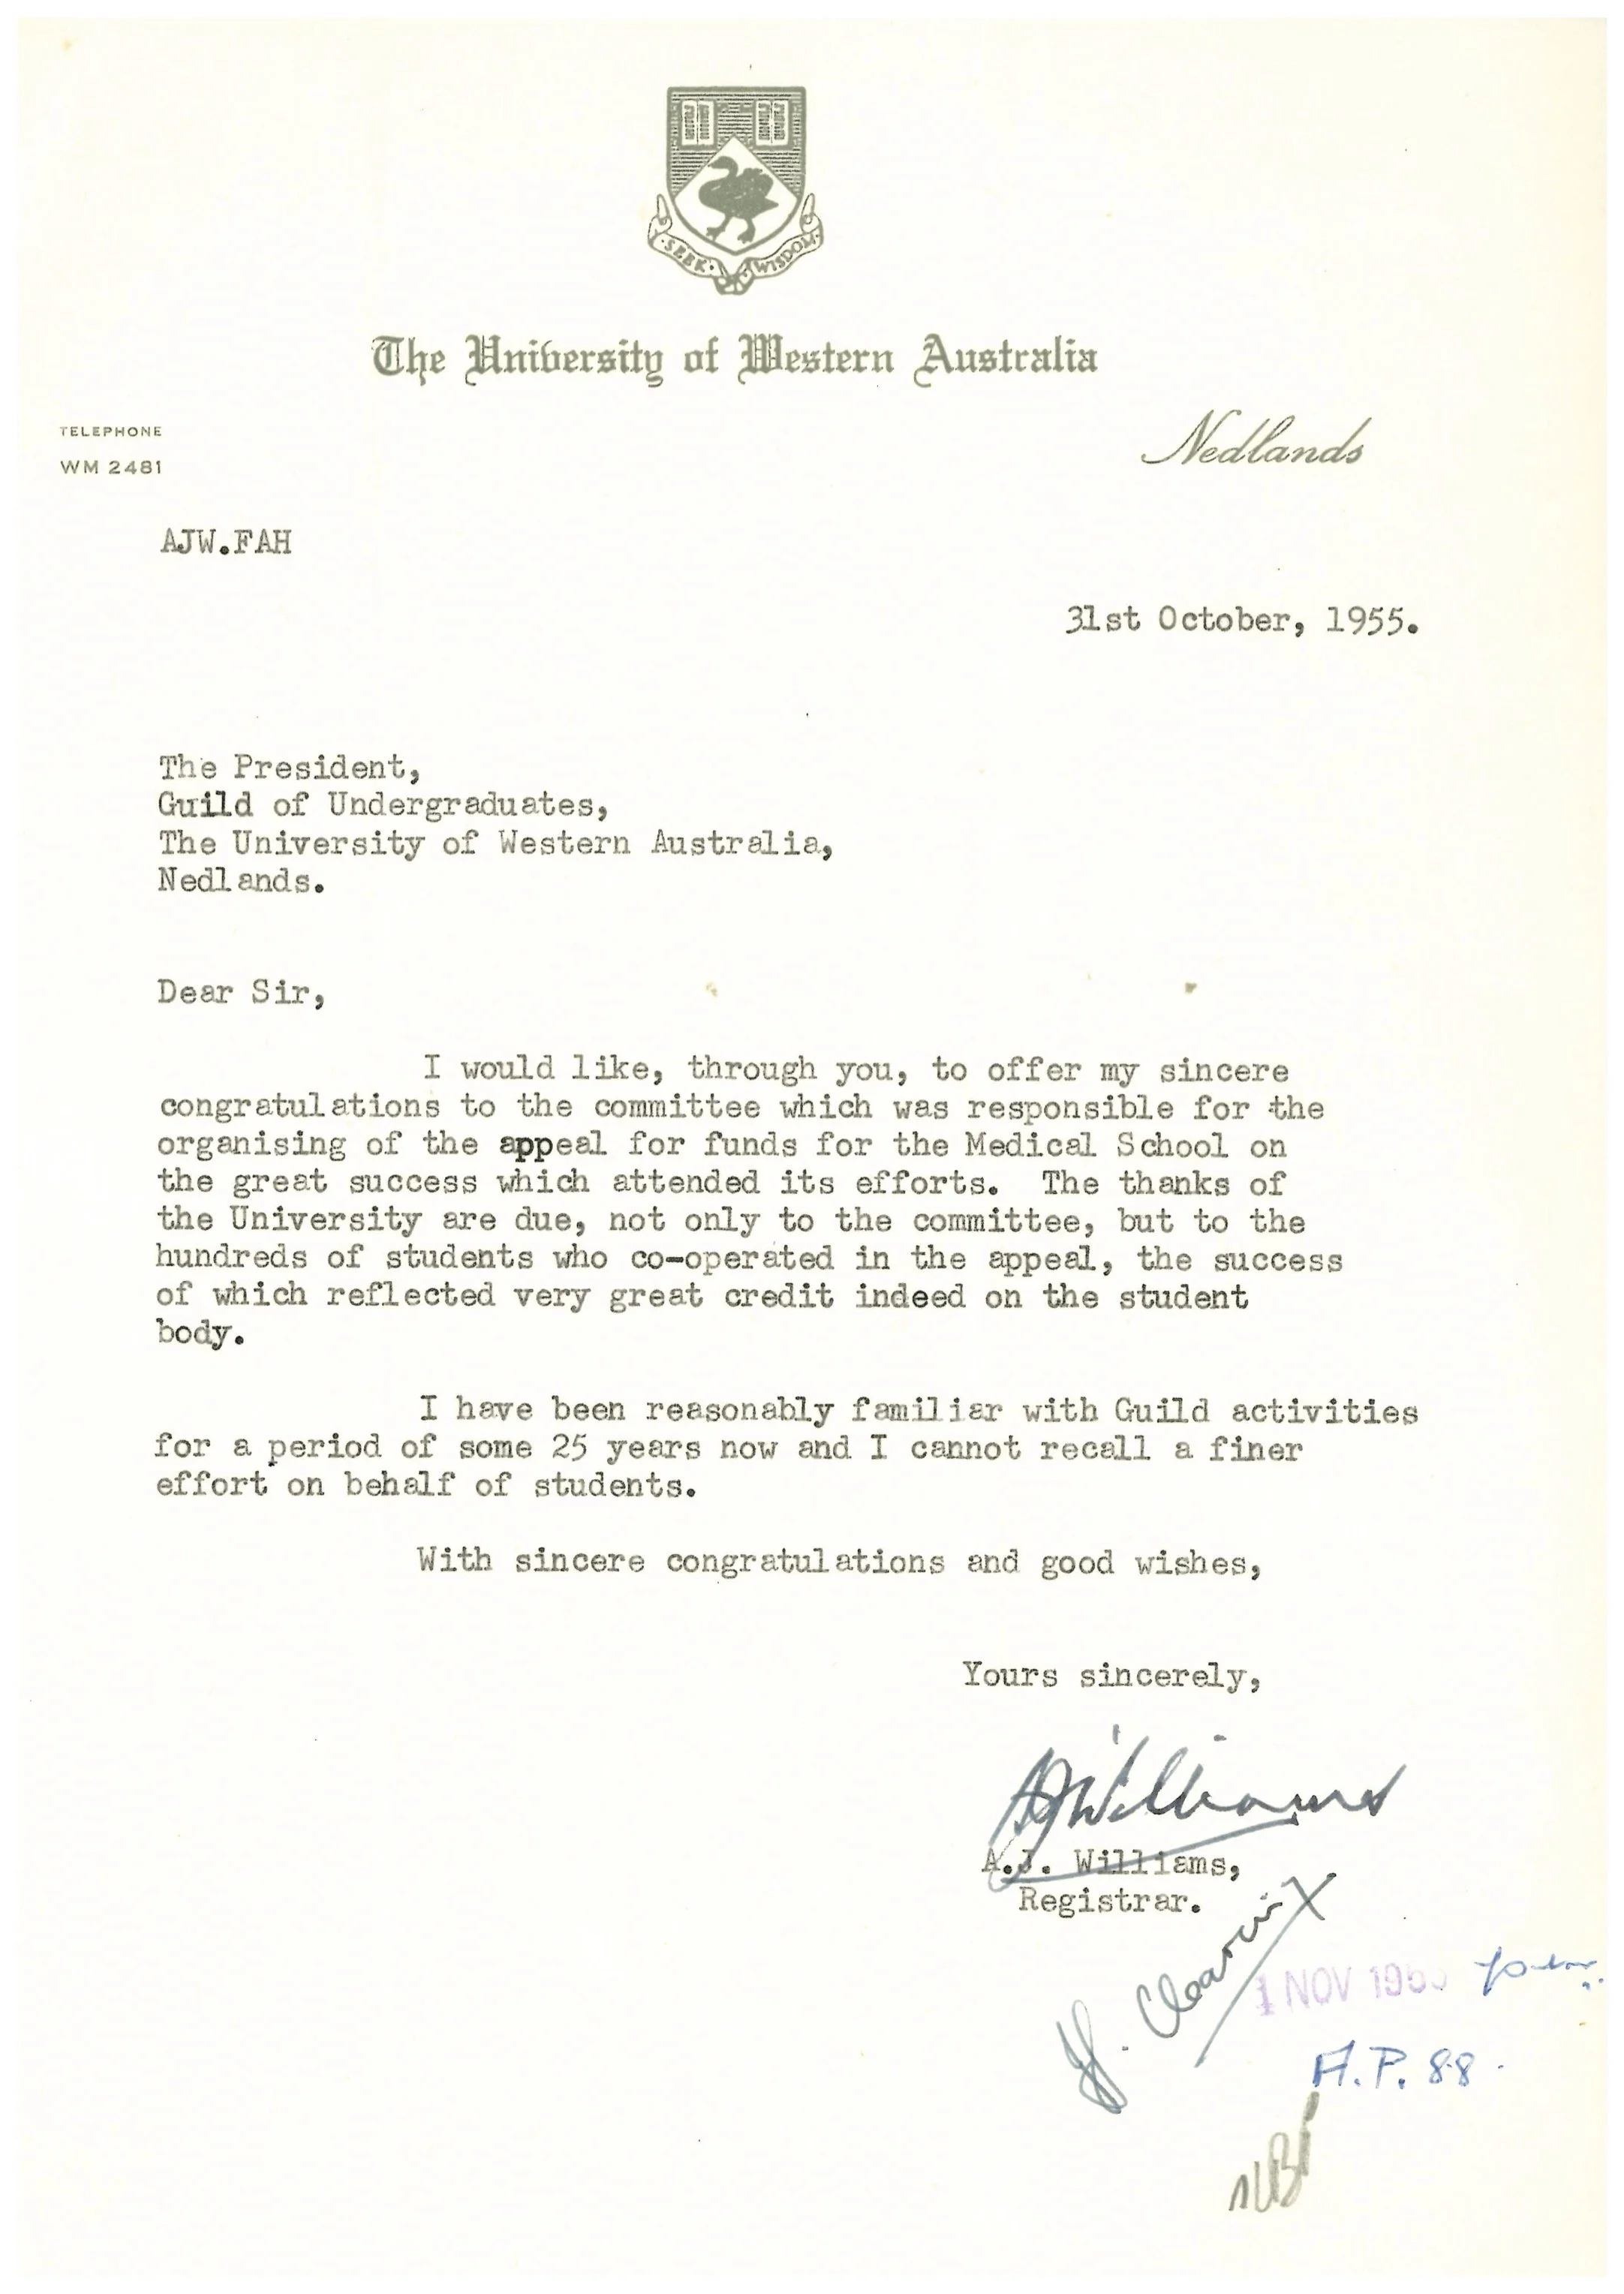 SEEK WISDOM
The University of Western Australia
TELEPHONE
WM 2481
Nedlands
AJW.FAH
31st October, 1955.
The President,
Guild of Undergraduates,
The University of Western Australia,
Nedlands.
Dear Sir,
I would like, through you, to offer my sincere
congratulations to the committee which was responsible for the
organising of the appeal for funds for the Medical School on
the great success which attended its efforts. The thanks of
the University are due, not only to the committee, but to the
hundreds of students who co-operated in the appeal, the success
of which reflected very great credit indeed on the student
body.
I have been reasonably familiar with Guild activities
for a period of some 25 years now and I cannot recall a finer
effort on behalf of students.
With sincere congratulations and good wishes,
Yours sincerely,
AJWilliams
A.J. Williams,
Registrar.
1 NOV 195
A.P. 88.